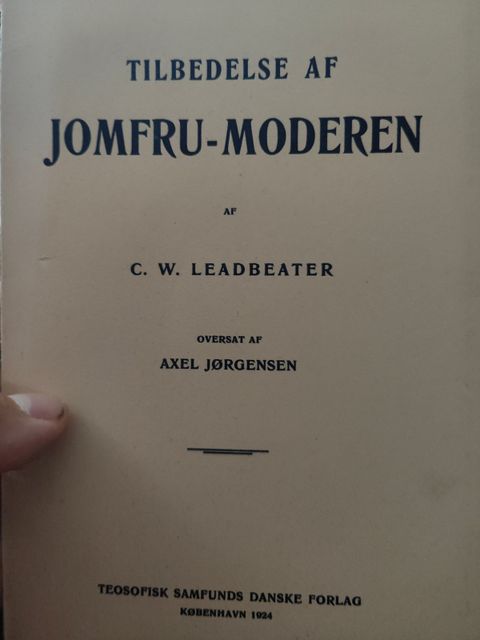 TILBEDELSE AF
JOMFRU-MODEREN
AF
C. W. LEADBEATER
OVERSAT AF
AXEL JØRGENSEN
TEOSOFISK SAMFUNDS DANSKE FORLAG
KØBENHAVN 1924